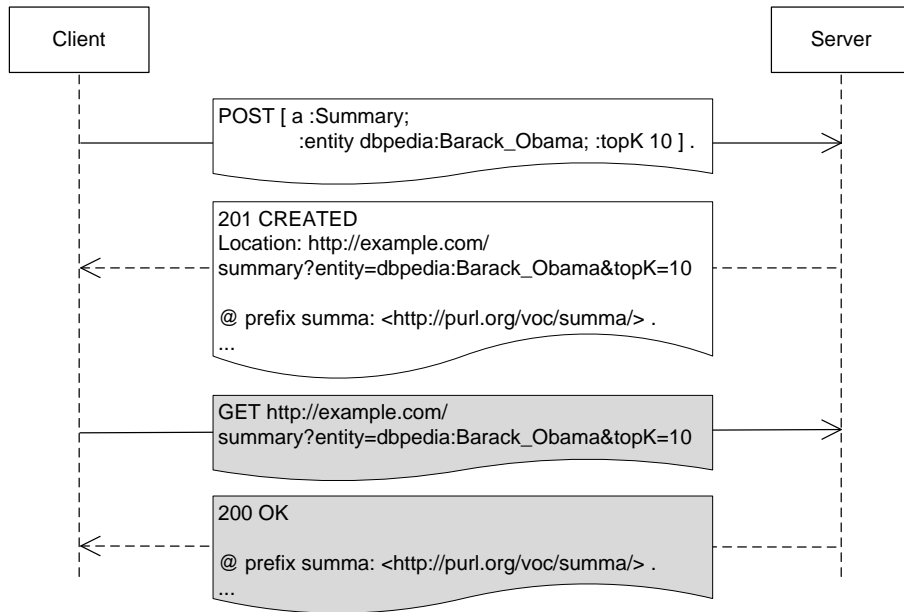 Client
Server
POST [ a :Summary;
:entity dbpedia:Barack_Obama; :topK 10 ] .
201 CREATED
Location: http://example.com/
summary?entity=dbpedia:Barack_Obama&topK=10
@ prefix summa: <http://purl.org/voc/summa/> .
...
GET http://example.com/
summary?entity=dbpedia:Barack_Obama&topK=10
200 OK
@ prefix summa: <http://purl.org/voc/summa/> .
...